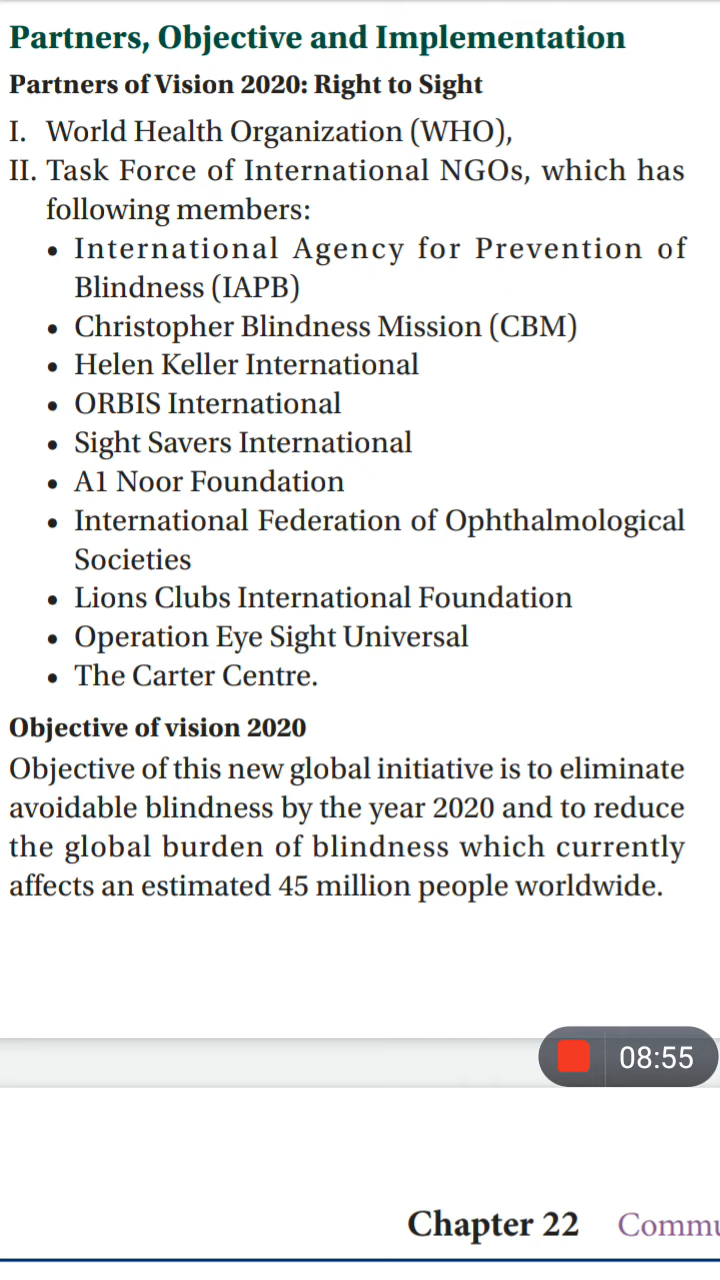 Partners, Objective and Implementation
Partners of Vision 2020: Right to Sight
I. World Health Organization (WHO),
II. Task Force of International NGOs, which has
following members:
• International Agency for Prevention of
Blindness (IAPB)
• Christopher Blindness Mission (CBM)
• Helen Keller International
• ORBIS International
• Sight Savers International
• A1 Noor Foundation
• International Federation of Ophthalmological
Societies
• Lions Clubs International Foundation
• Operation Eye Sight Universal
• The Carter Centre.
Objective of vision 2020
Objective of this new global initiative is to eliminate
avoidable blindness by the year 2020 and to reduce
the global burden of blindness which currently
affects an estimated 45 million people worldwide.
08:55
Chapter 22 Commu